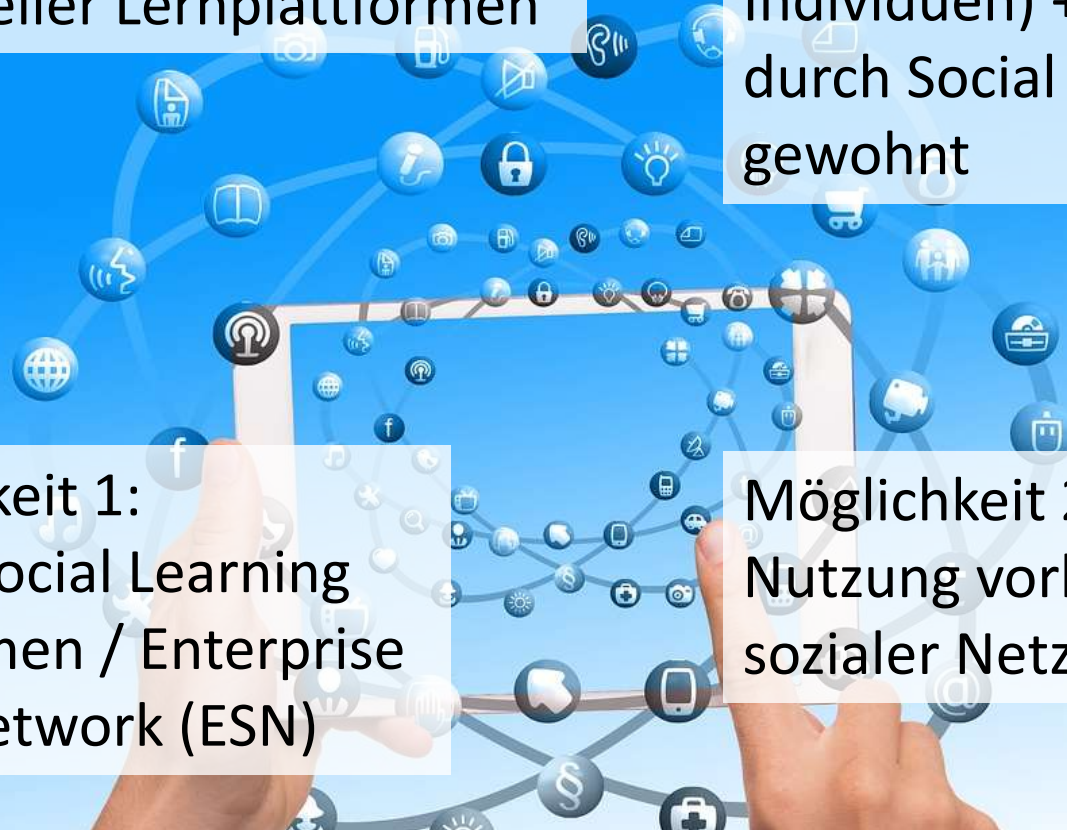 eller Lernplattformen
Individuen) +
durch Social
gewohnt
keit 1:
ocial Learning
men / Enterprise
etwork (ESN)
Möglichkeit 2
Nutzung vorh
sozialer Netz